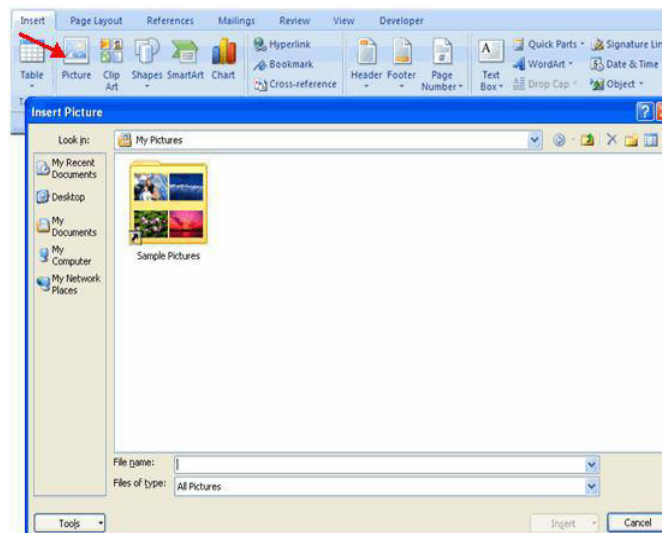 Insert Page Layout References Mailings Review View Developer
Hyperlink
Bookmark
Cross-reference
Quick Parts
WordArt
Drop Cap
Signature Lin
Date & Time
Object
Table Picture Clip Art Shapes SmartArt Chart
Header Footer Page Number
A
Text Box
Insert Picture
?
Look in: My Pictures
My Recent Documents
Desktop
My Documents
My Computer
My Network Places
Sample Pictures
File name:
Files of type: All Pictures
Tools Insert Cancel